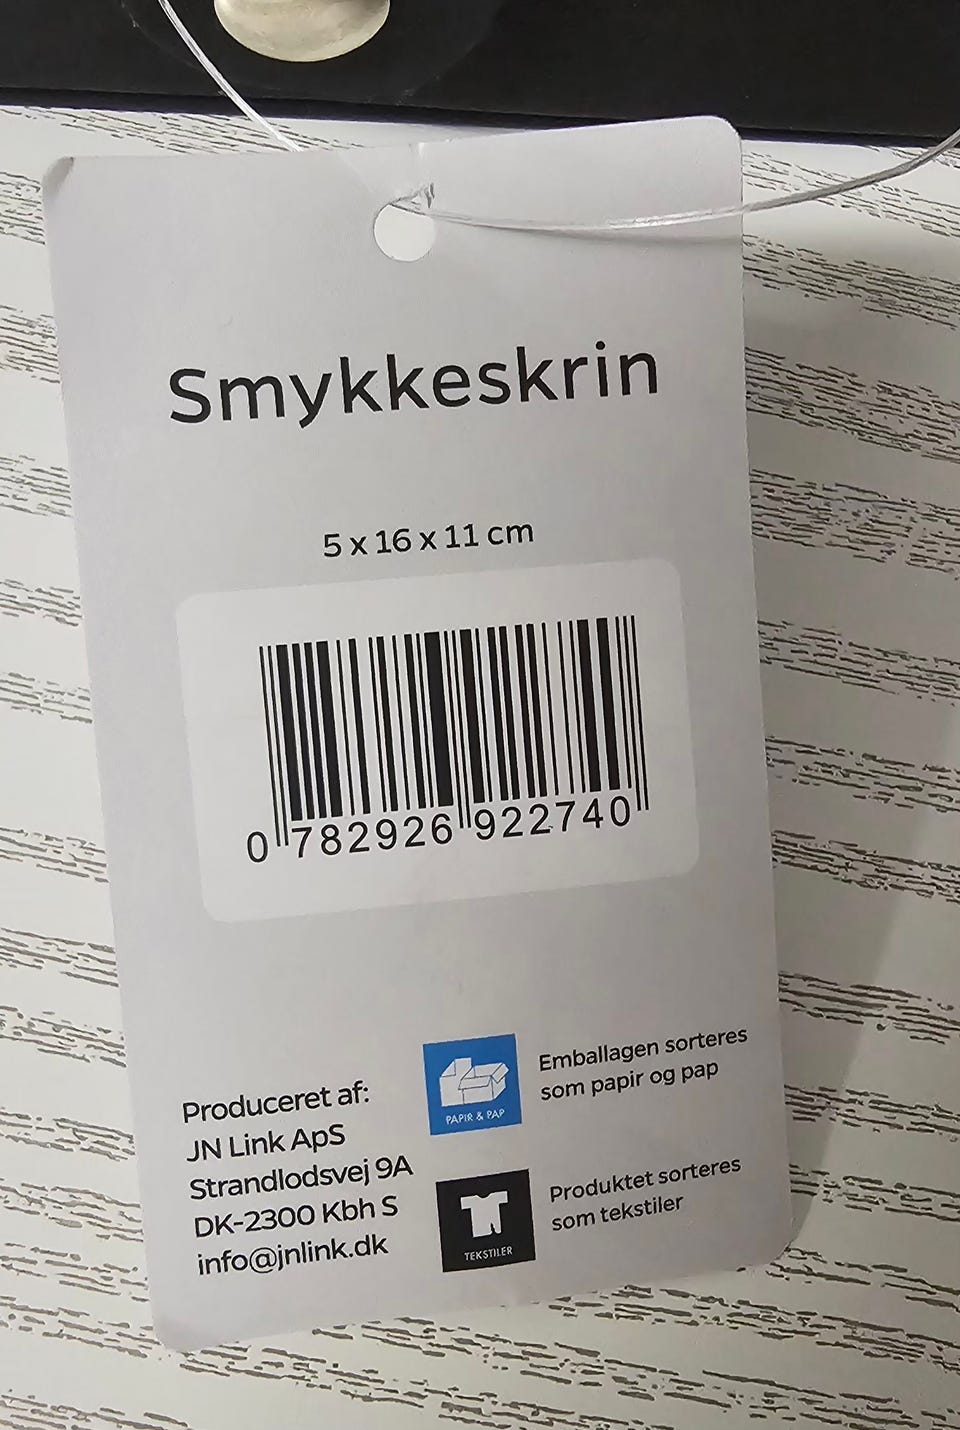 Smykkeskrin
5 x 16 x 11 cm
0 782926 922740
Produceret af:
JN Link ApS
Strandlodsvej 9A
DK-2300 Kbh S
info@jnlink.dk
PAPIR & PAP
Emballagen sorteres
som papir og pap
TEKSTILER
Produktet sorteres
som tekstiler